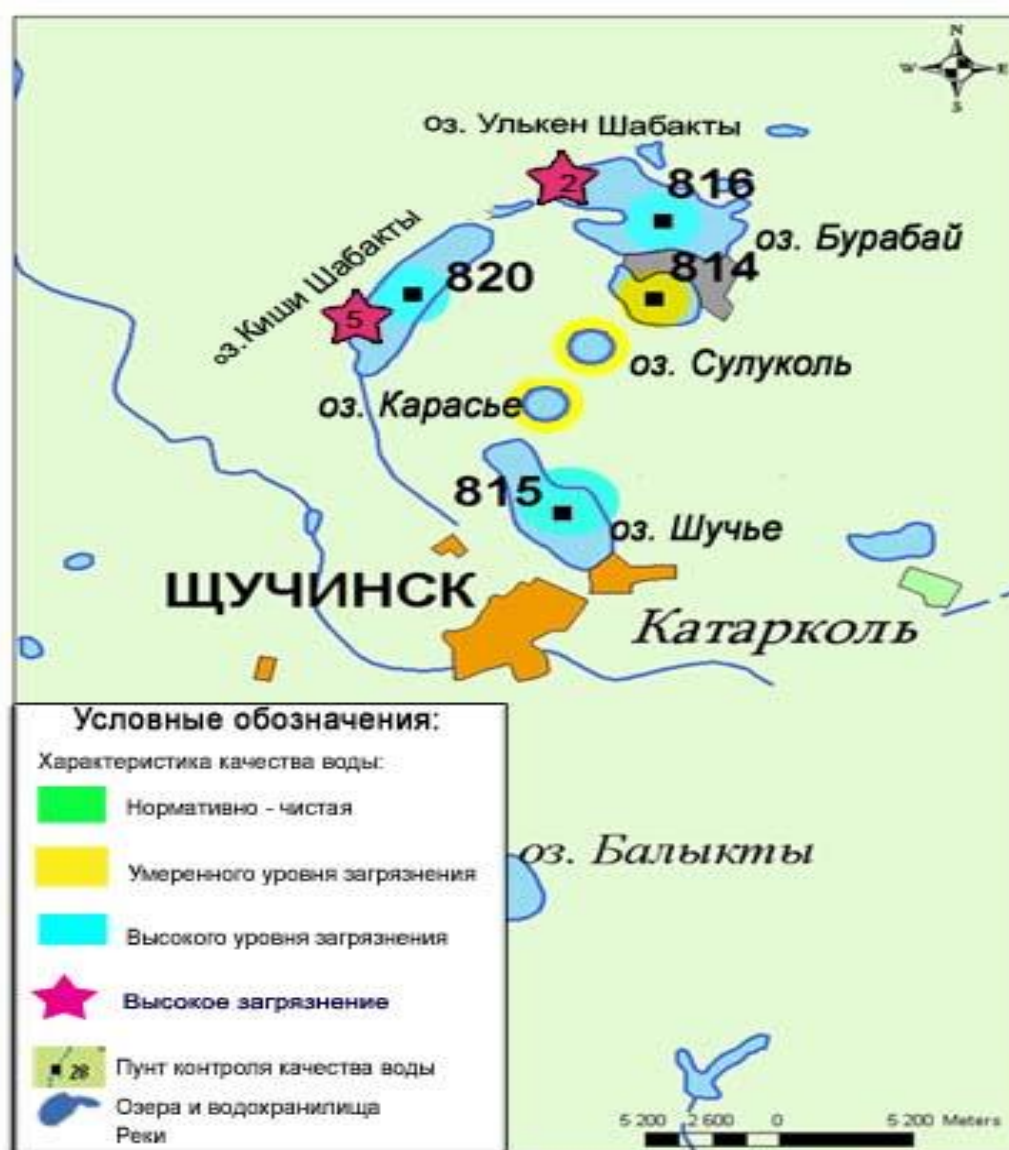 N
W E
S
оз. Улькен Шабакты
2
816
оз. Бурабай
оз.Киши Шабакты
820
814
5
оз. Сулуколь
оз. Карасье
815
оз. Шучье
ЩУЧИНСК
Катарколь
Условные обозначения:
Характеристика качества воды:
Нормативно - чистая
Умеренного уровня загрязнения
Высокого уровня загрязнения
Высокое загрязнение
28
Пунт контроля качества воды
Озера и водохранилища
Реки
оз. Балыкты
5 200 2 600 0 5 200 Meters